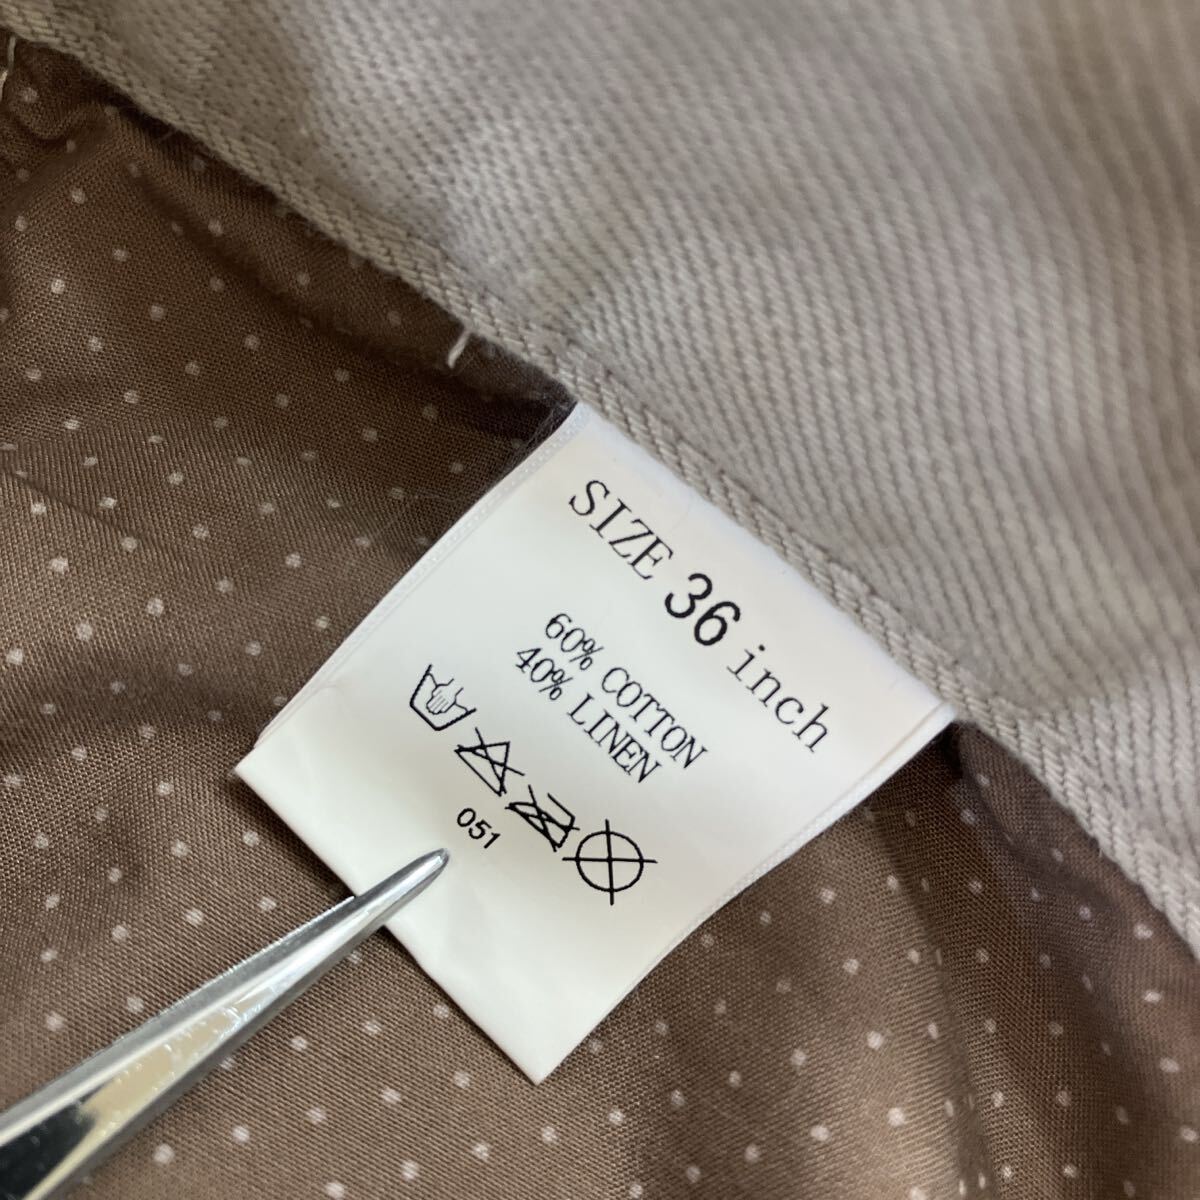 SIZE 36 inch
60% COTTON
40% LINEN
051